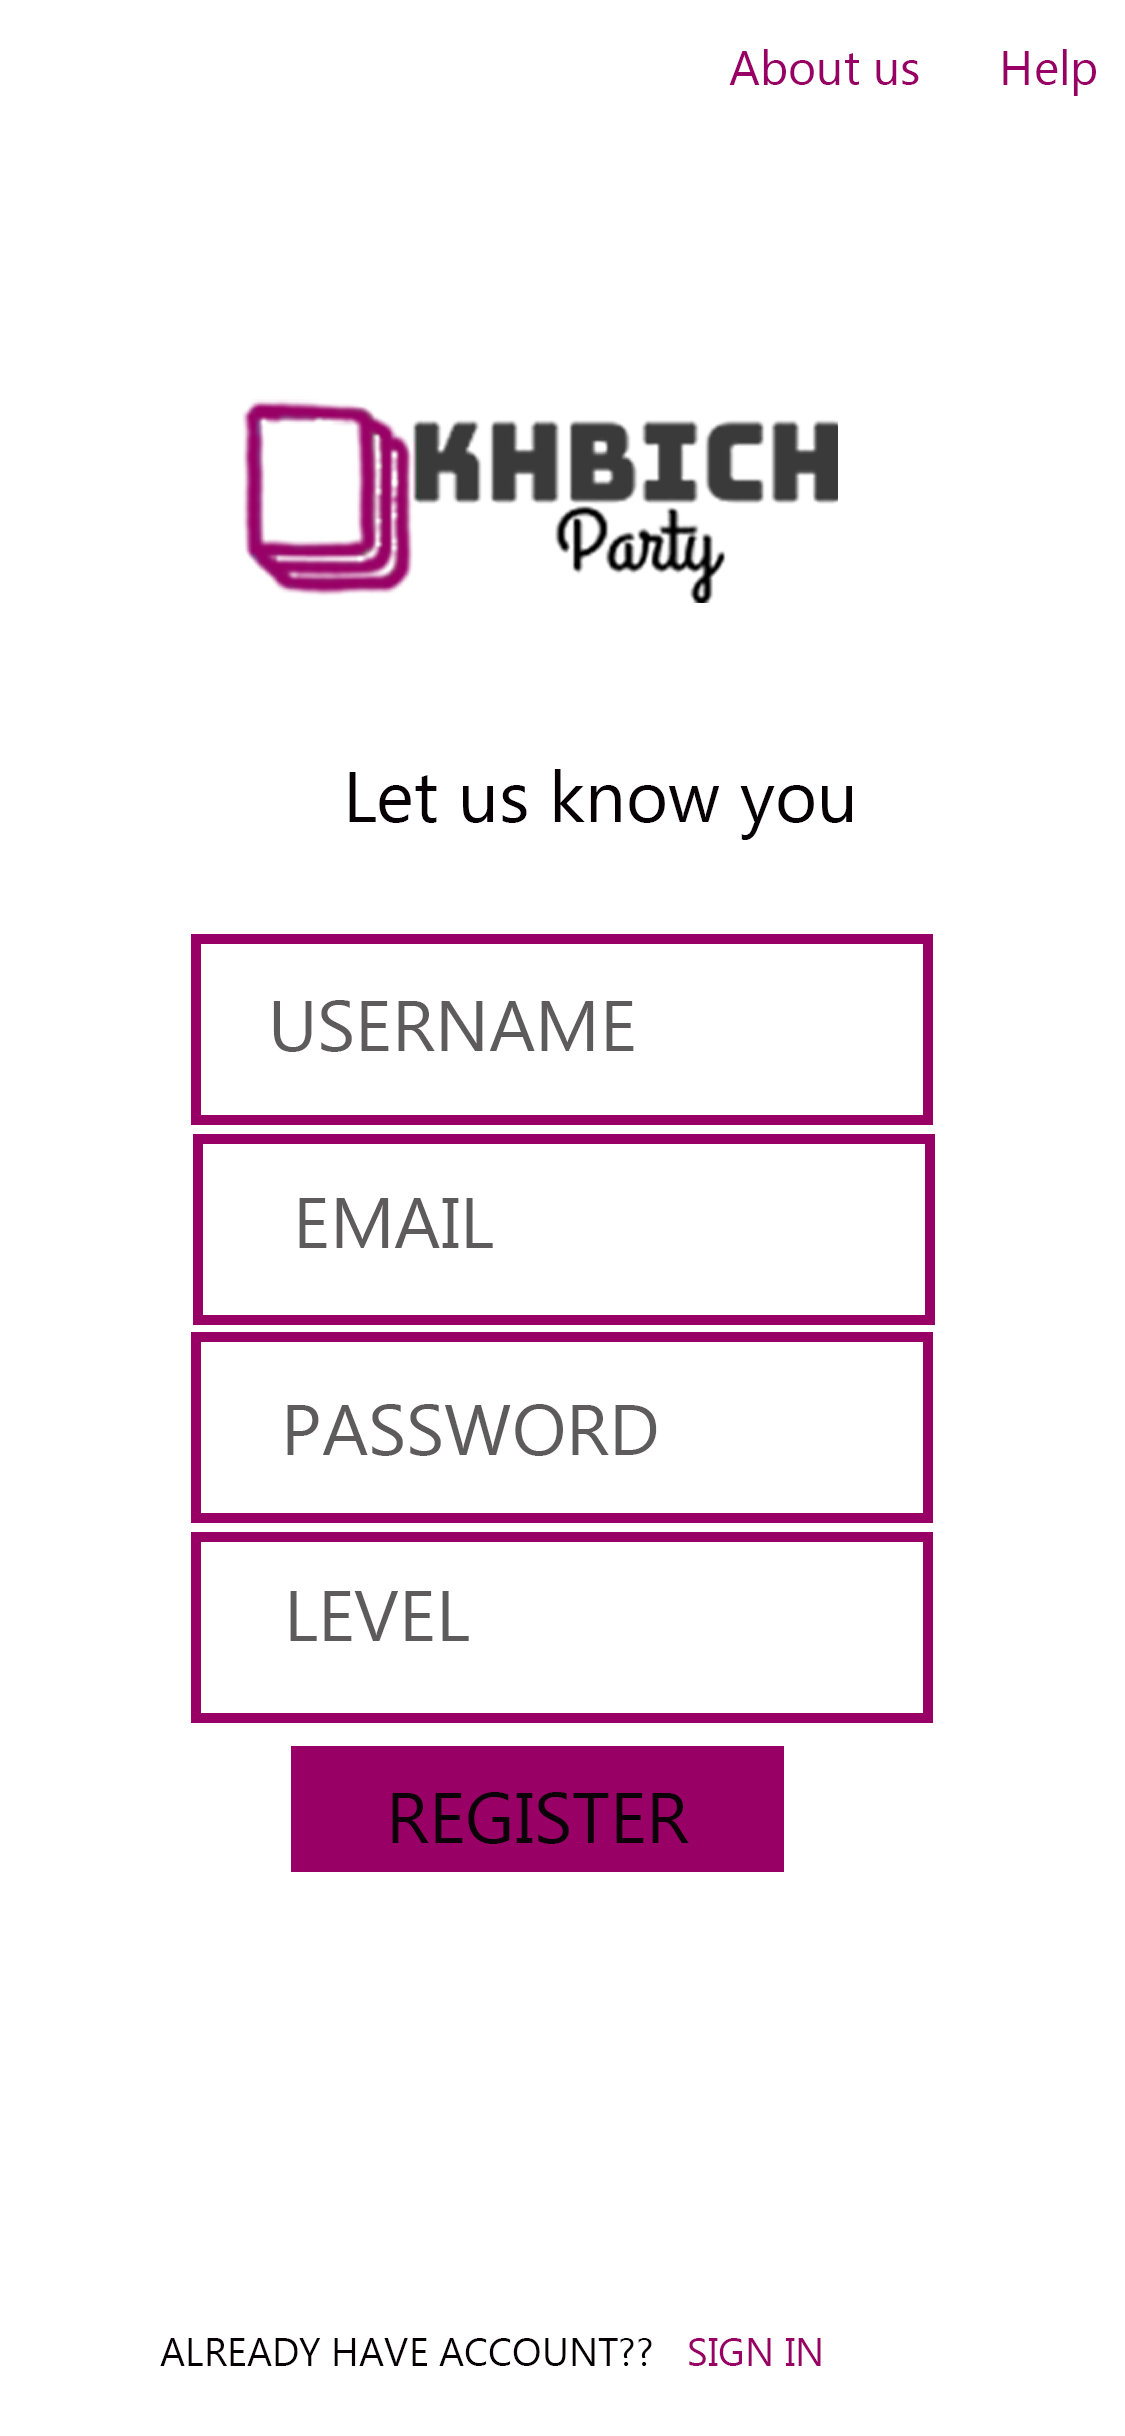 About us Help
KHBICH
Party
Let us know you
USERNAME
EMAIL
PASSWORD
LEVEL
REGISTER
ALREADY HAVE ACCOUNT?? SIGN IN